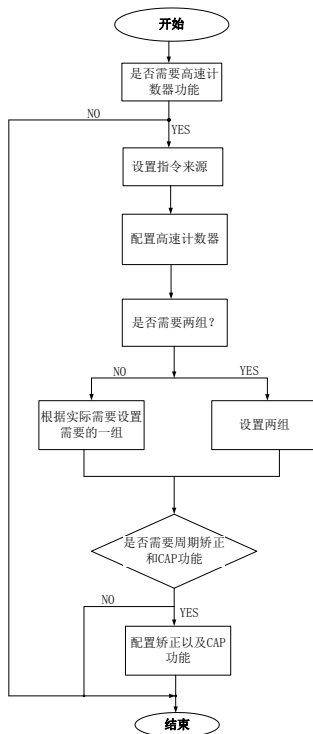 开始
是否需要高速计
数器功能
NO
YES
设置指令来源
配置高速计数器
是否需要两组？
NO
YES
根据实际需要设置
需要的一组
设置两组
是否需要周期矫正
和CAP功能
NO
YES
配置矫正以及CAP
功能
结束